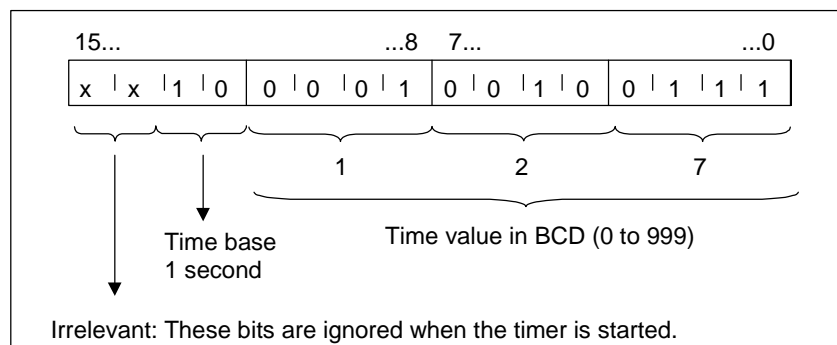 15... ...8 7... ...0
x x 1 0 0 0 0 1 0 0 1 0 0 1 1 1
1 2 7
Time base
1 second
Time value in BCD (0 to 999)
Irrelevant: These bits are ignored when the timer is started.